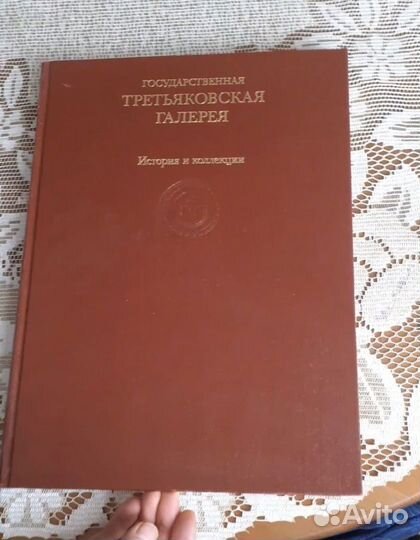 ГОСУДАРСТВЕННАЯ
ТРЕТЬЯКОВСКАЯ
ГАЛЕРЕЯ
История и коллекции
Avito